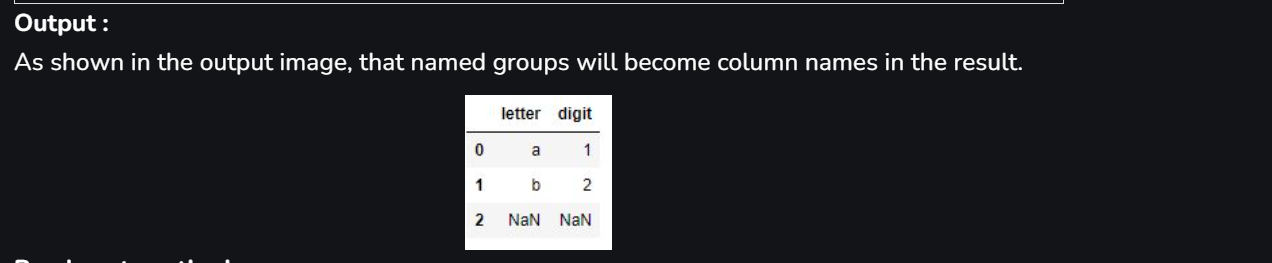 Output :
As shown in the output image, that named groups will become column names in the result.
letter digit
0 a 1
1 b 2
2 NaN NaN